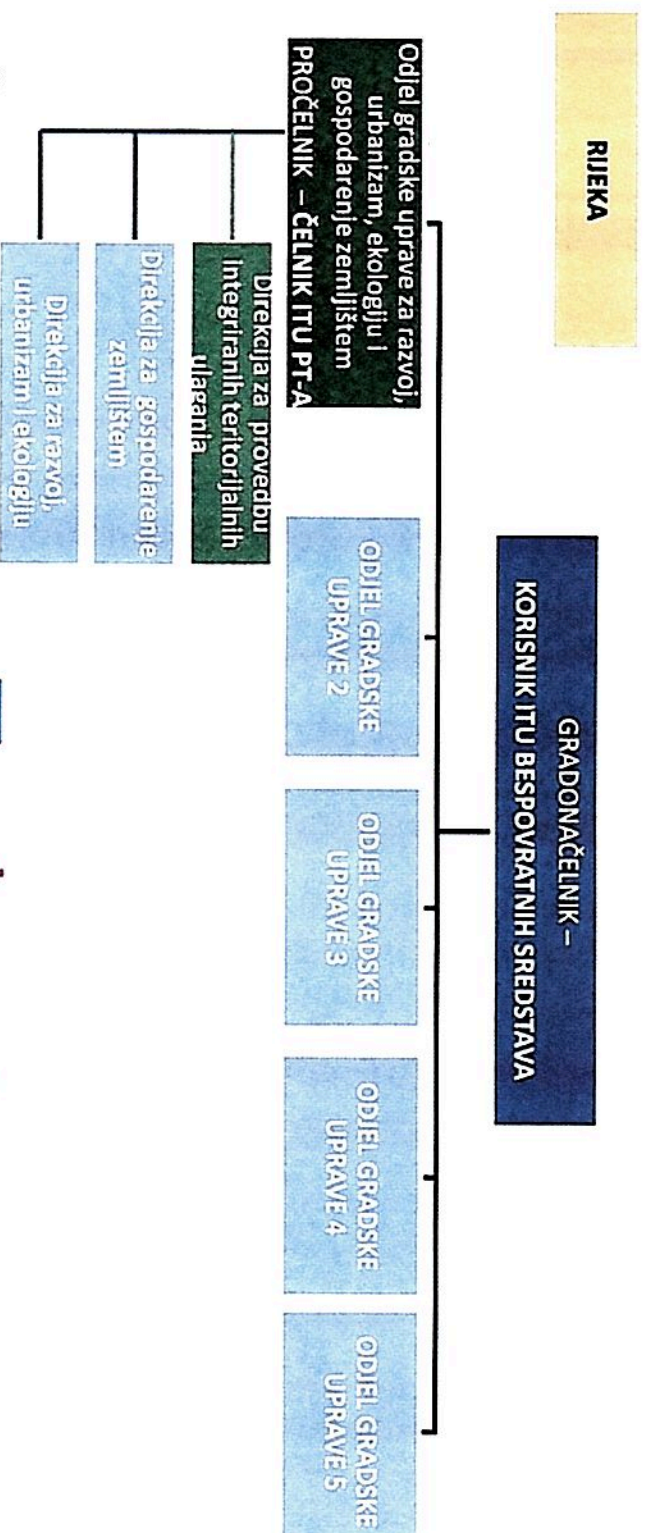 RIJEKA
GRADONAČELNIK –
KORISNIK ITU BESPOVRATNIH SREDSTAVA
Odjel gradske uprave za razvoj,
urbanizam, ekologiju i
gospodarenje zemljištem
PROČELNIK – ČELNIK ITU PT-A
ODJEL GRADSKE
UPRAVE 2
ODJEL GRADSKE
UPRAVE 3
ODJEL GRADSKE
UPRAVE 4
ODJEL GRADSKE
UPRAVE 5
Direkcija za provedbu
integriranih teritorijalnih
ulaganja
Direkcija za gospodarenje
zemljištem
Direkcija za razvoj,
urbanizam i ekologiju